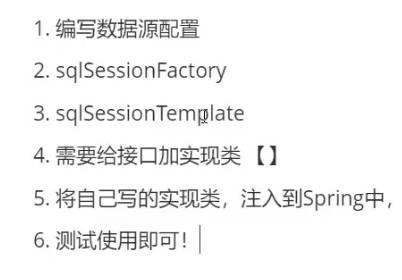 1. 编写数据源配置
2. sqlSessionFactory
3. sqlSessionTemplate
4. 需要给接口加实现类 【 】
5. 将自己写的实现类，注入到Spring中，
6. 测试使用即可！